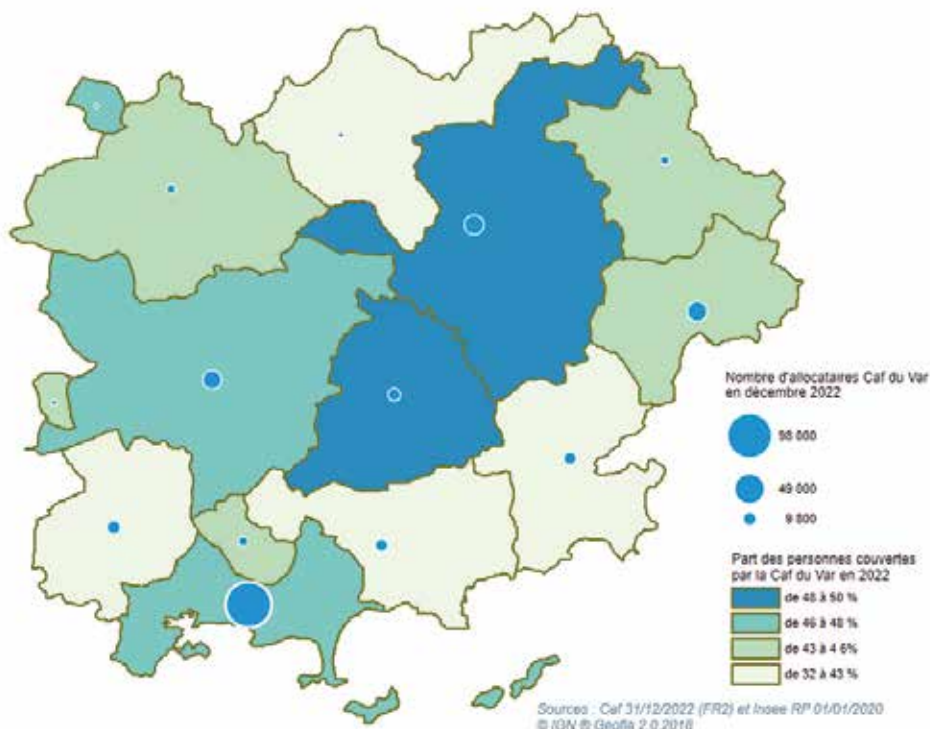 Nombre d'allocataires Caf du Var
en décembre 2022
98 000
49 000
9 800
Part des personnes couvertes
par la Caf du Var en 2022
de 48 à 50 %
de 46 à 48 %
de 43 à 4 6%
de 32 à 43 %
Sources : Caf 31/12/2022 (FR2) et Insee RP 01/01/2020
© IGN ® Geofla 2.0 2018